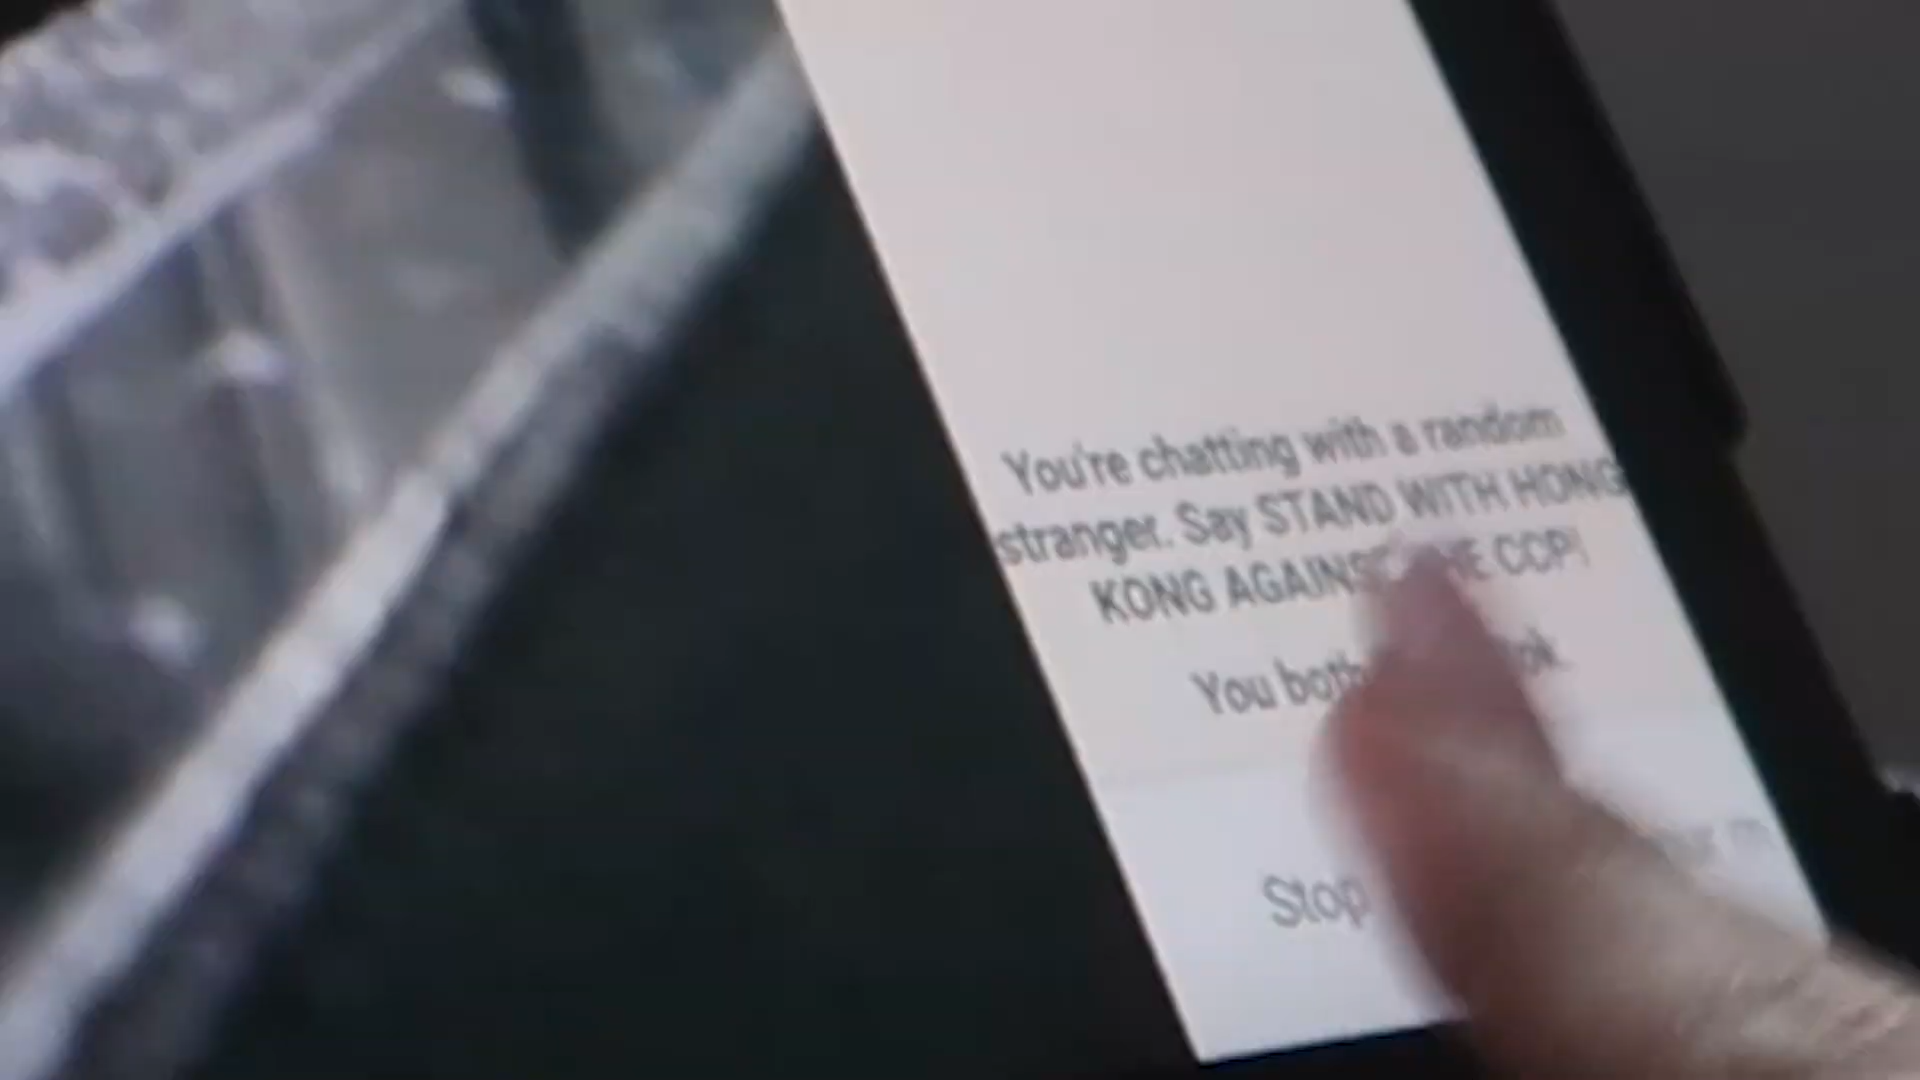 You're chatting with a random
stranger. Say STAND WITH HONG
KONG AGAINST THE CCP!
You both
Stop